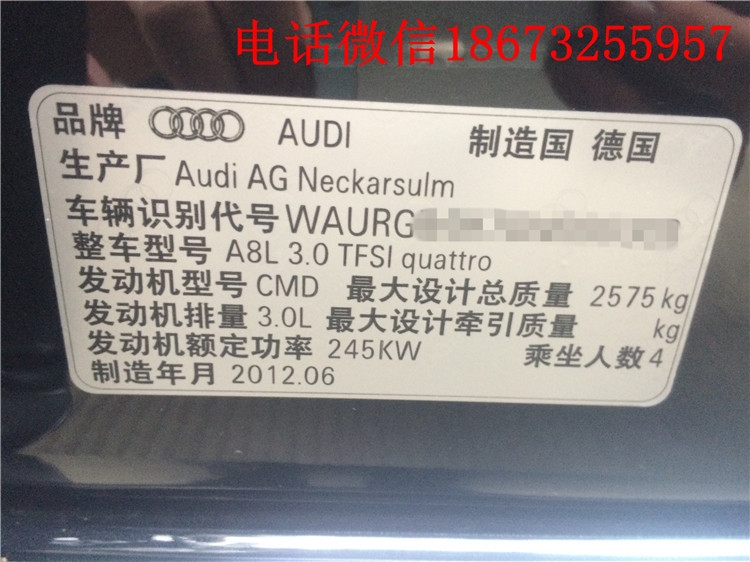 电话微信18673255957
品牌 AUDI 制造国 德国
生产厂 Audi AG Neckarsulm
车辆识别代号 WAURG
整车型号 A8L 3.0 TFSI quattro
发动机型号 CMD 最大设计总质量 2575 kg
发动机排量 3.0L 最大设计牵引质量 kg
发动机额定功率 245KW 乘坐人数 4
制造年月 2012.06